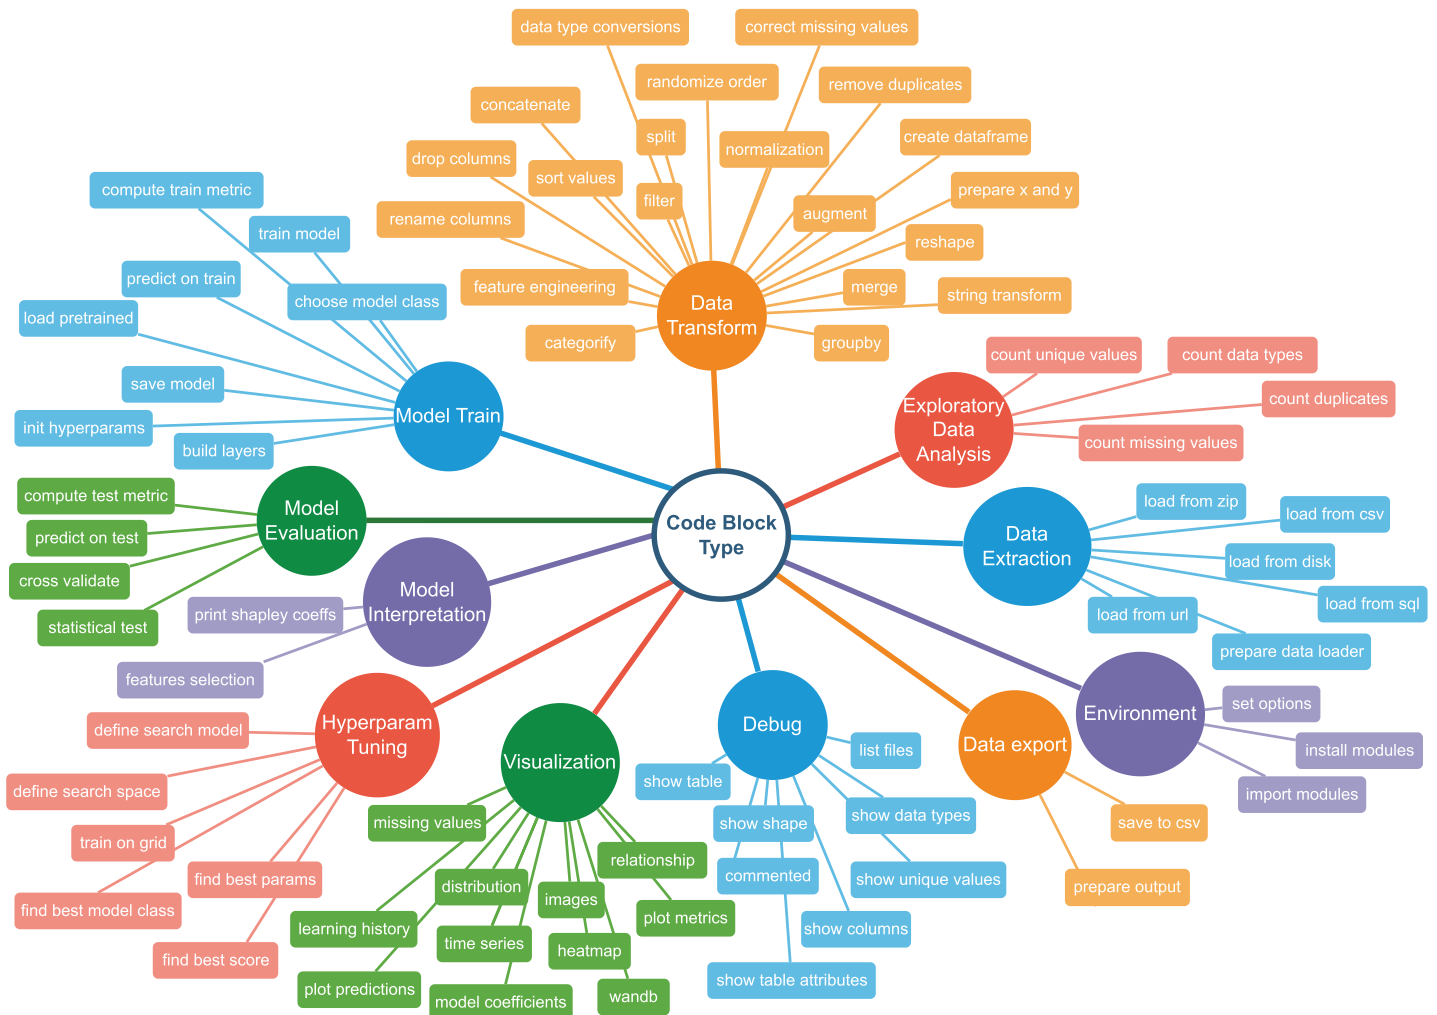 data type conversions
correct missing values
randomize order
remove duplicates
concatenate
split
normalization
create dataframe
drop columns
sort values
filter
augment
prepare x and y
rename columns
reshape
feature engineering
merge
string transform
categorify
groupby
Data
Transform
compute train metric
train model
predict on train
choose model class
load pretrained
save model
init hyperparams
build layers
Model Train
count unique values
count data types
count duplicates
count missing values
Exploratory
Data
Analysis
Code Block
Type
compute test metric
predict on test
cross validate
statistical test
Model
Evaluation
load from zip
load from csv
load from disk
load from sql
load from url
prepare data loader
Data
Extraction
Model
Interpretation
print shapley coeffs
features selection
Hyperparam
Tuning
define search model
define search space
train on grid
find best params
find best model class
find best score
Visualization
missing values
relationship
distribution
images
learning history
time series
plot metrics
heatmap
plot predictions
model coefficients
wandb
Debug
list files
show table
show shape
show data types
commented
show unique values
show columns
show table attributes
Data export
save to csv
prepare output
Environment
set options
install modules
import modules